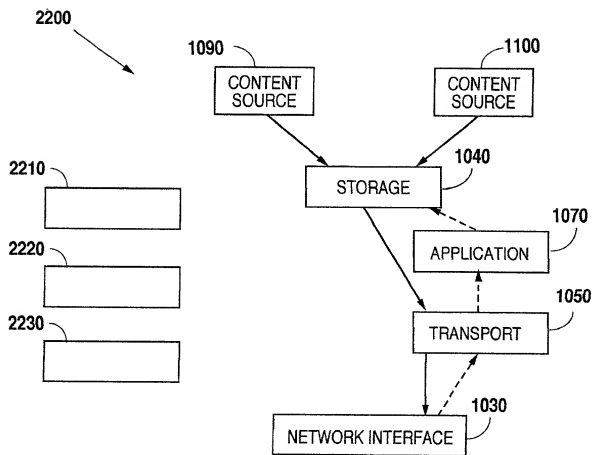 2200
1090
1100
CONTENT
SOURCE
CONTENT
SOURCE
2210
1040
STORAGE
1070
2220
APPLICATION
1050
2230
TRANSPORT
1030
NETWORK INTERFACE